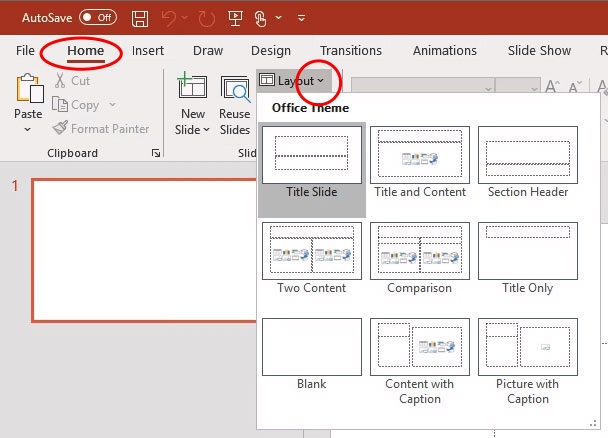 AutoSave Off
File Home Insert Draw Design Transitions Animations Slide Show
Paste
Cut
Copy
Format Painter
Clipboard
New
Slide
Reuse
Slides
Layout
Office Theme
Title Slide Title and Content Section Header
Two Content Comparison Title Only
Blank Content with
Caption Picture with
Caption
1